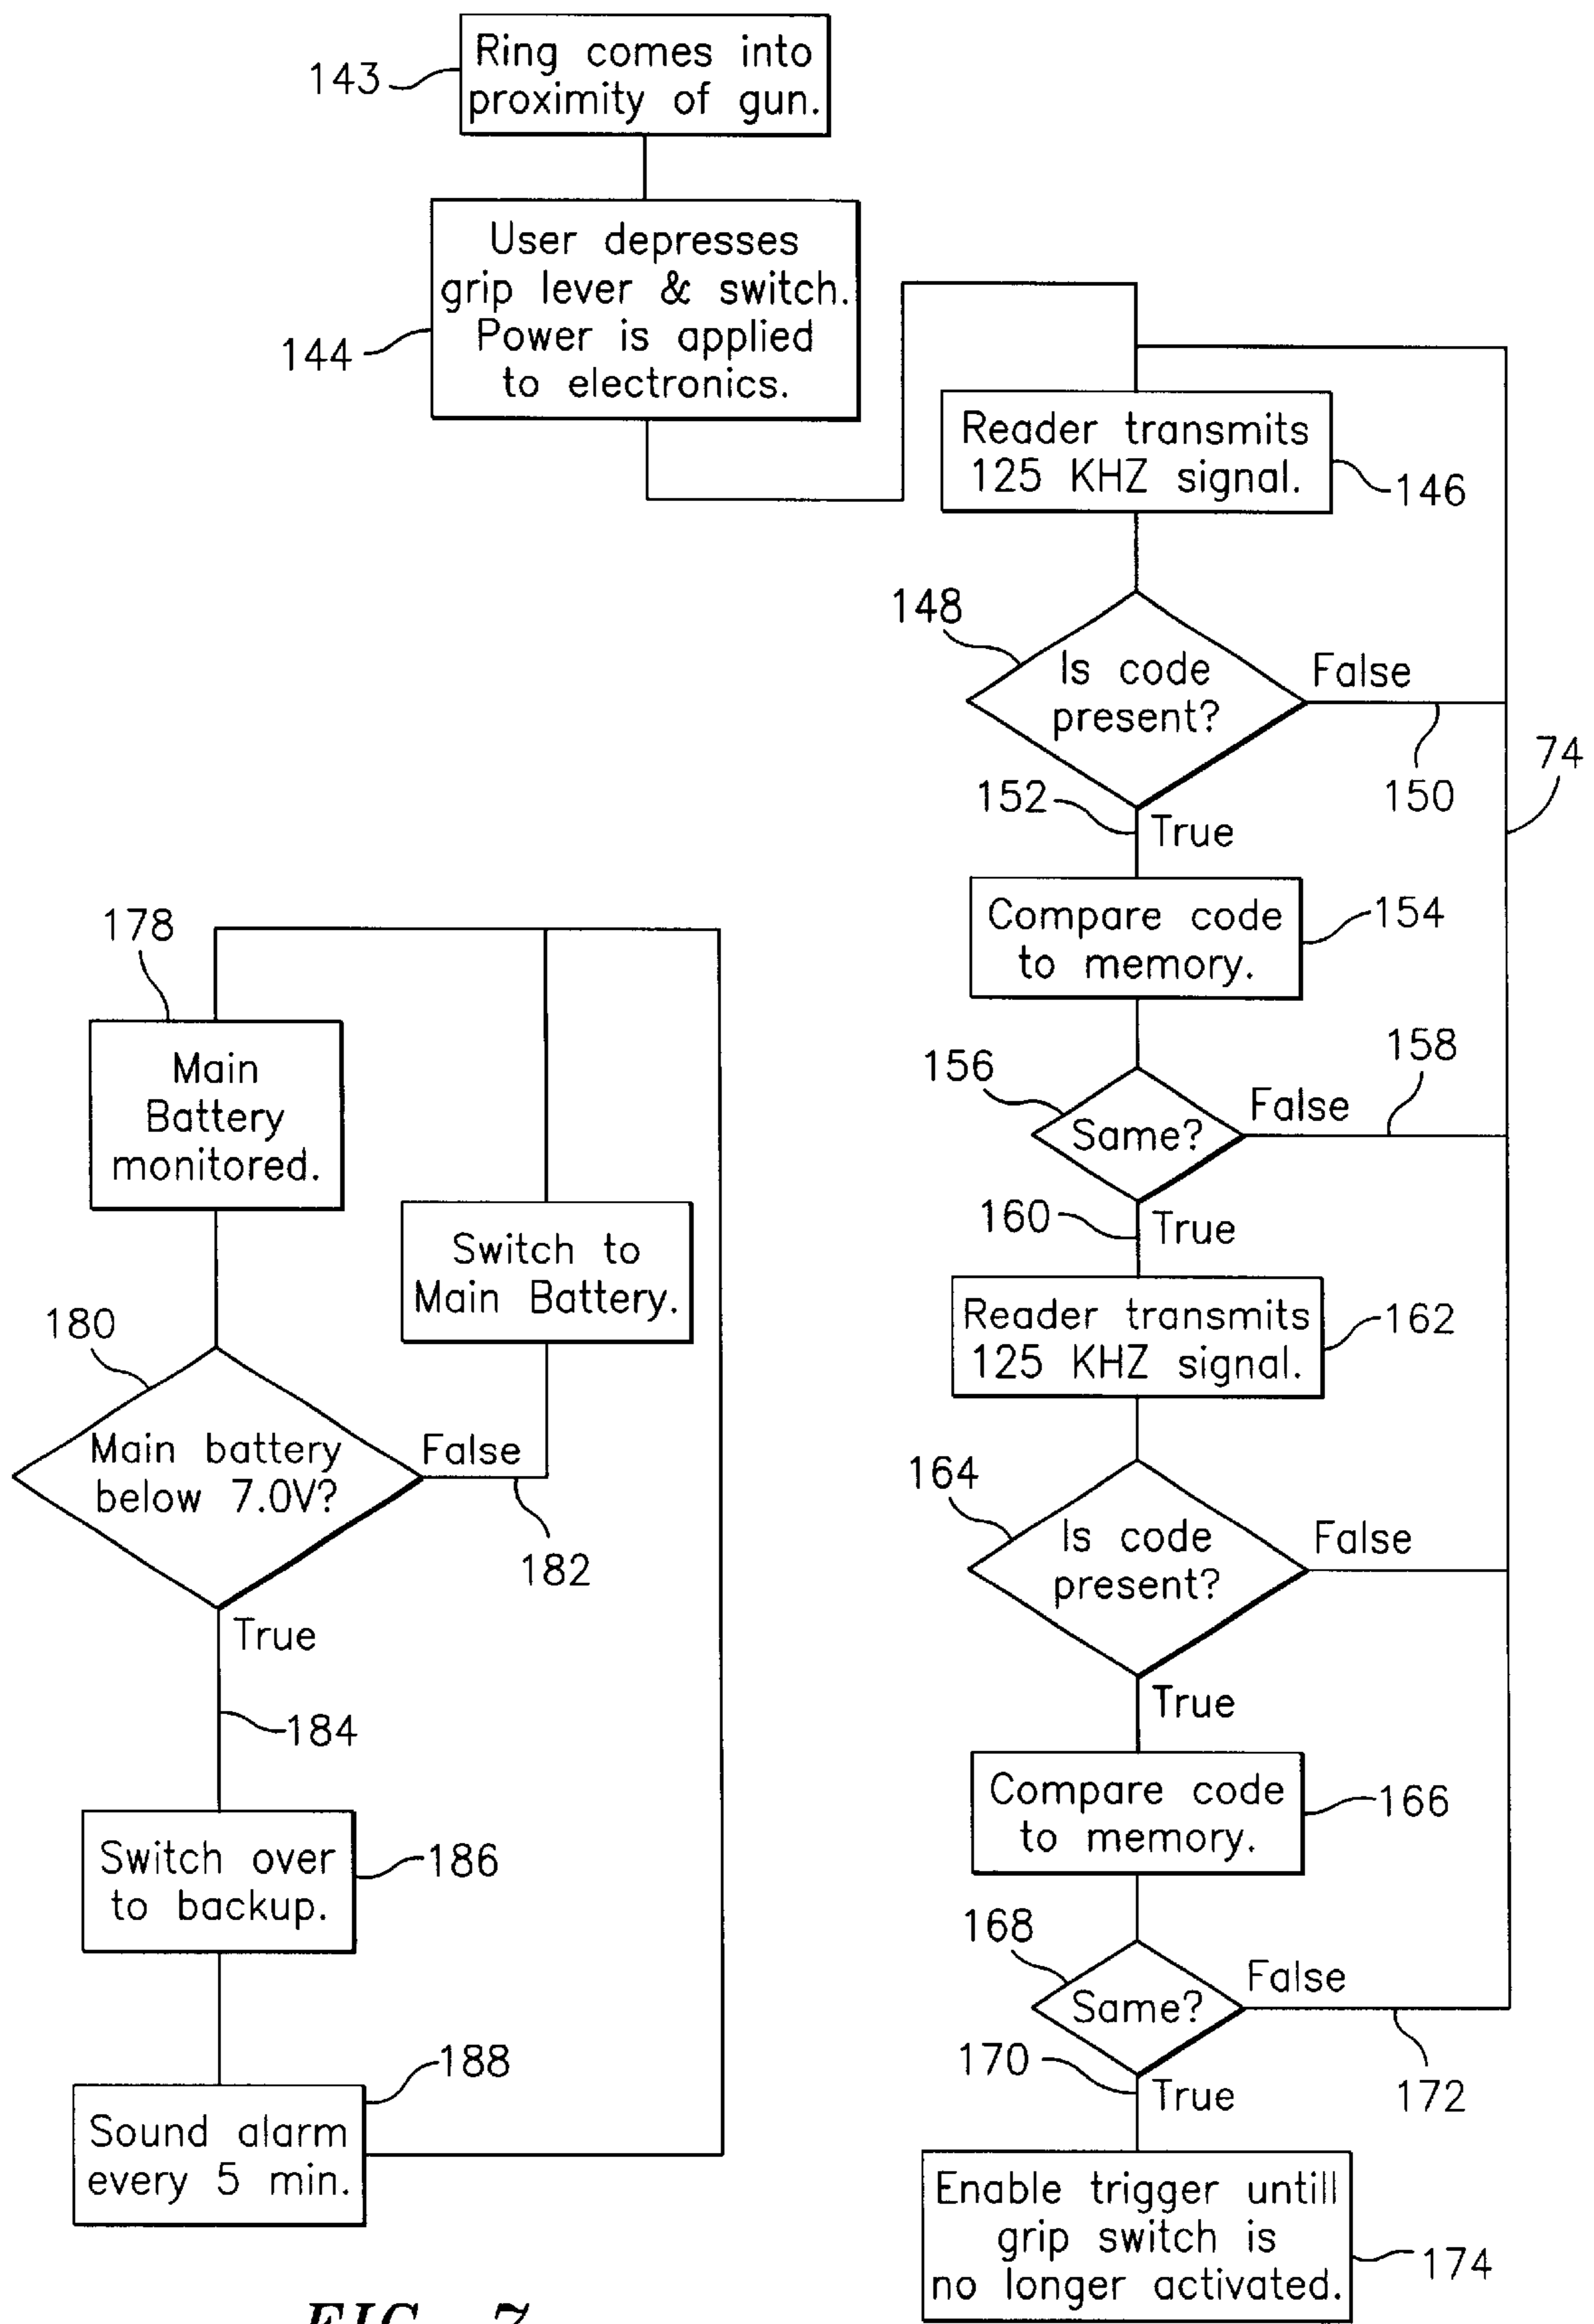 Ring comes into
proximity of gun.
143
User depresses
grip lever & switch.
Power is applied
to electronics.
144
Reader transmits
125 KHZ signal.
146
148
Is code
present?
False
150
74
152
True
Compare code
to memory.
154
156
Same?
False
158
160
True
Reader transmits
125 KHZ signal.
162
164
Is code
present?
False
True
Compare code
to memory.
166
168
Same?
False
170
True
172
Enable trigger untill
grip switch is
no longer activated.
174
178
Main
Battery
monitored.
Switch to
Main Battery.
180
Main battery
below 7.0V?
False
182
True
184
Switch over
to backup.
186
188
Sound alarm
every 5 min.
FIG. 7